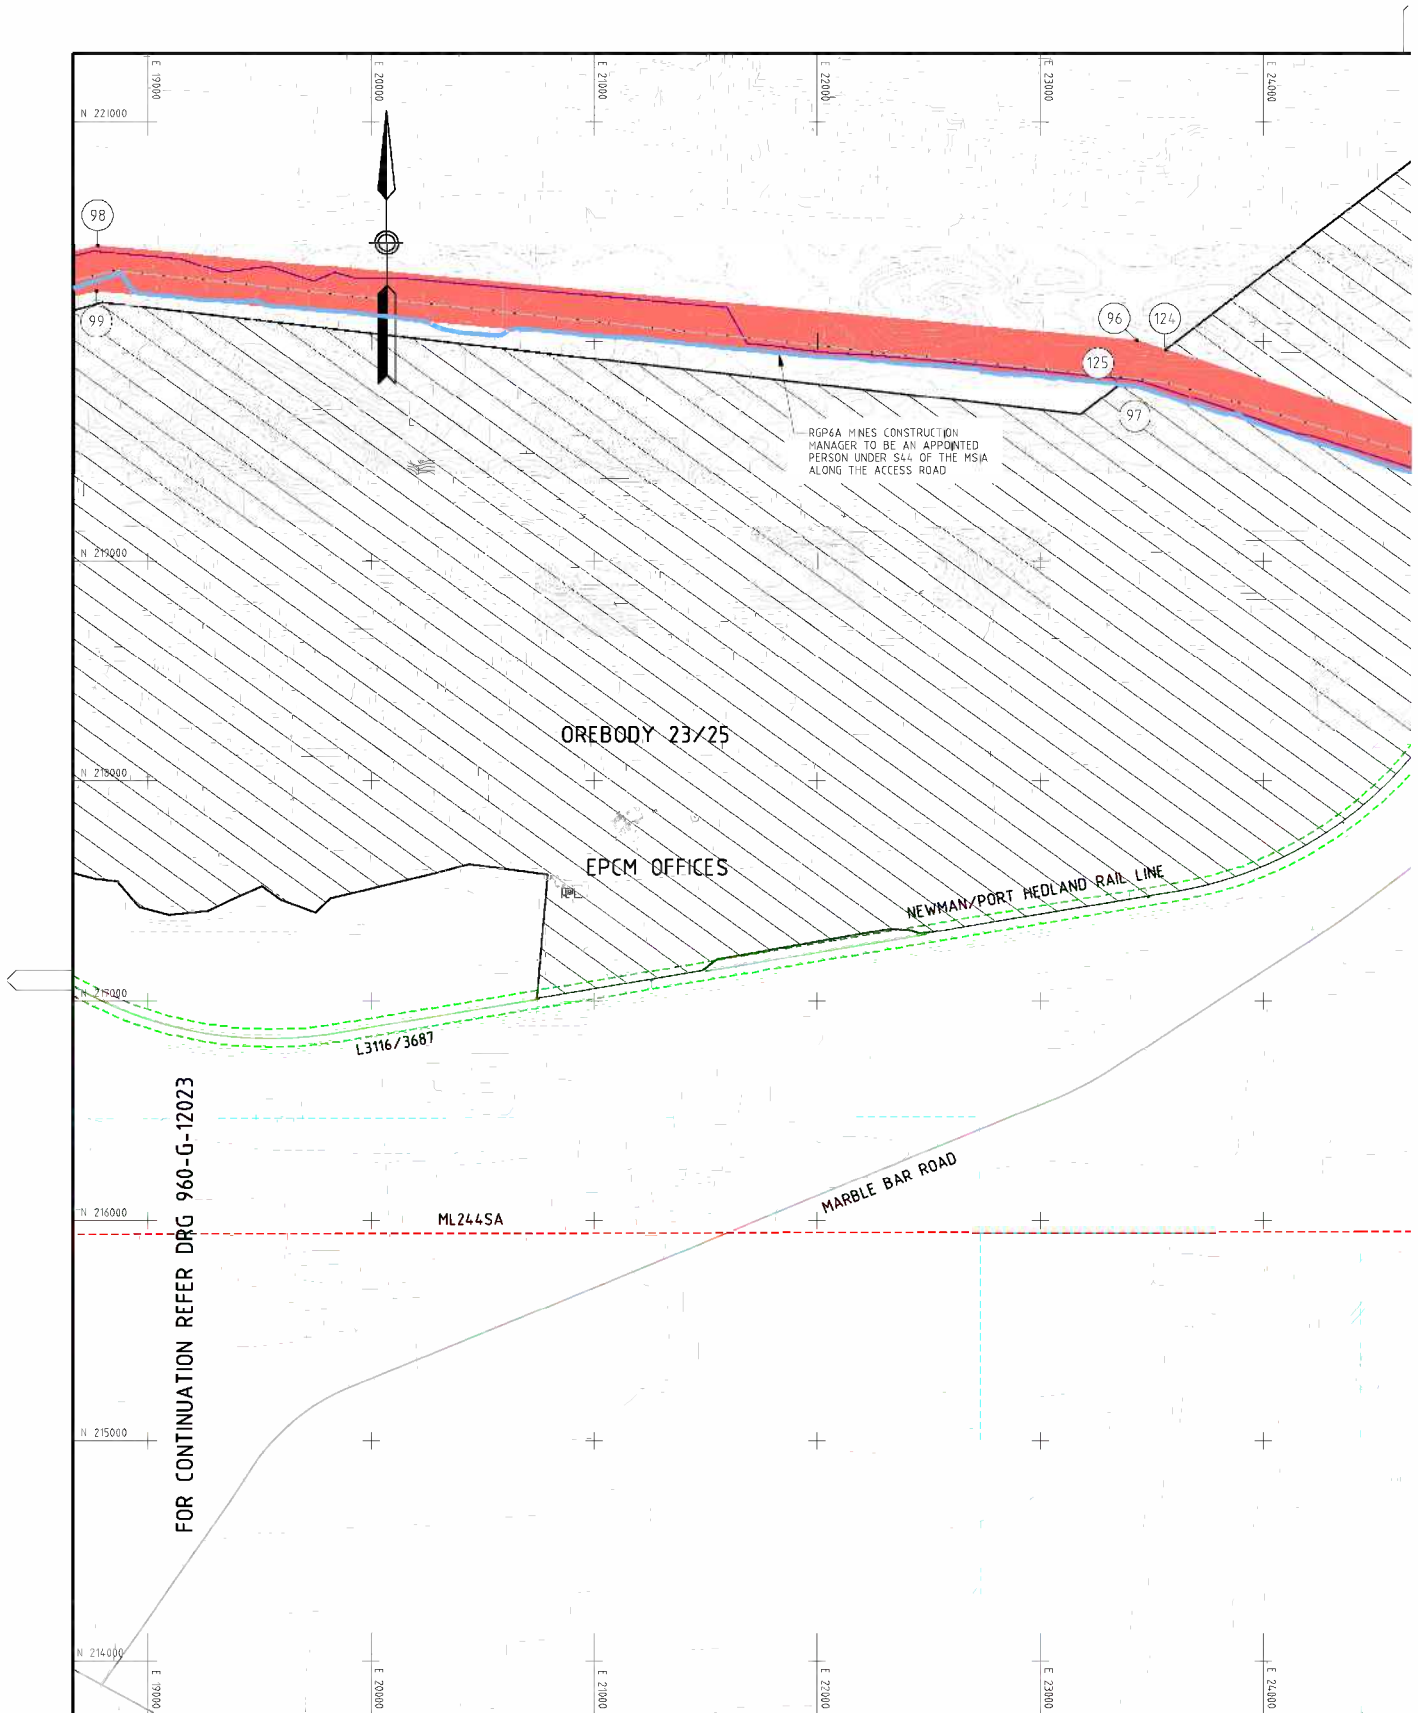 E 19000
E 20000
E 21000
E 22000
E 23000
E 24000
N 221000
98
99
96
124
125
97
RGP6A MINES CONSTRUCTION
MANAGER TO BE AN APPOINTED
PERSON UNDER S44 OF THE MSIA
ALONG THE ACCESS ROAD
N 219000
OREBODY 23/25
N 218000
EPCM OFFICES
NEWMAN/PORT HEDLAND RAIL LINE
N 217000
L3116/3687
FOR CONTINUATION REFER DRG 960-G-12023
MARBLE BAR ROAD
N 216000
ML244SA
N 215000
N 214000
E 19000
E 20000
E 21000
E 22000
E 23000
E 24000